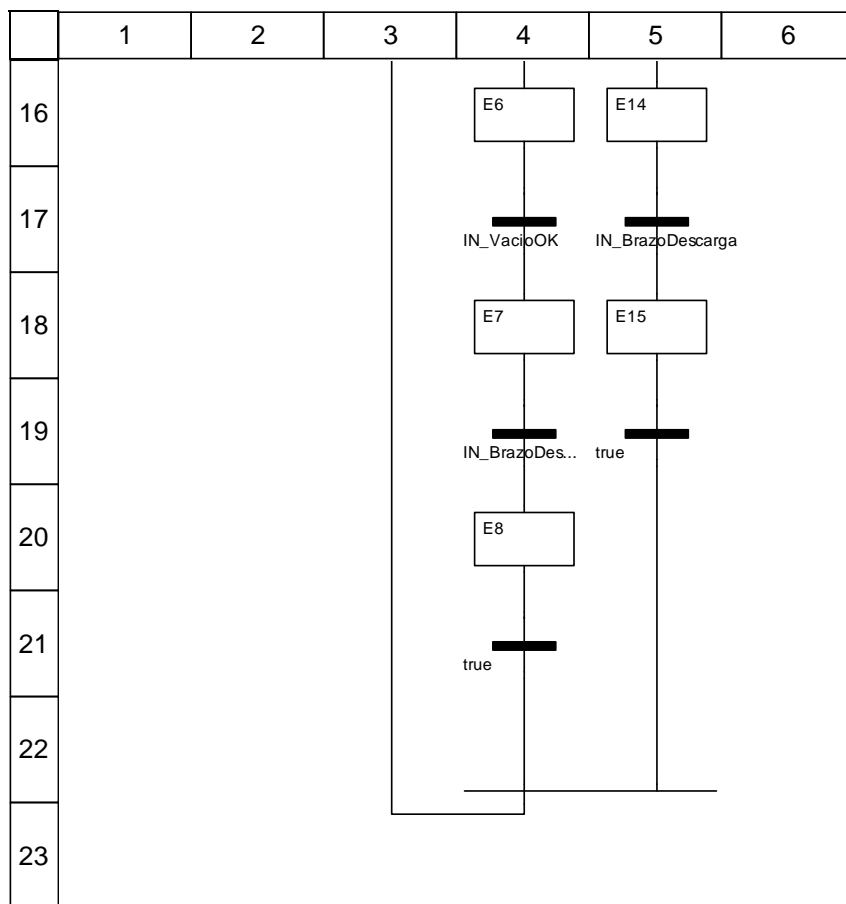 1 2 3 4 5 6
16 E6 E14
17
IN_VacioOK IN_BrazoDescarga
18 E7 E15
19
IN_BrazoDes... true
20 E8
21
true
22
23